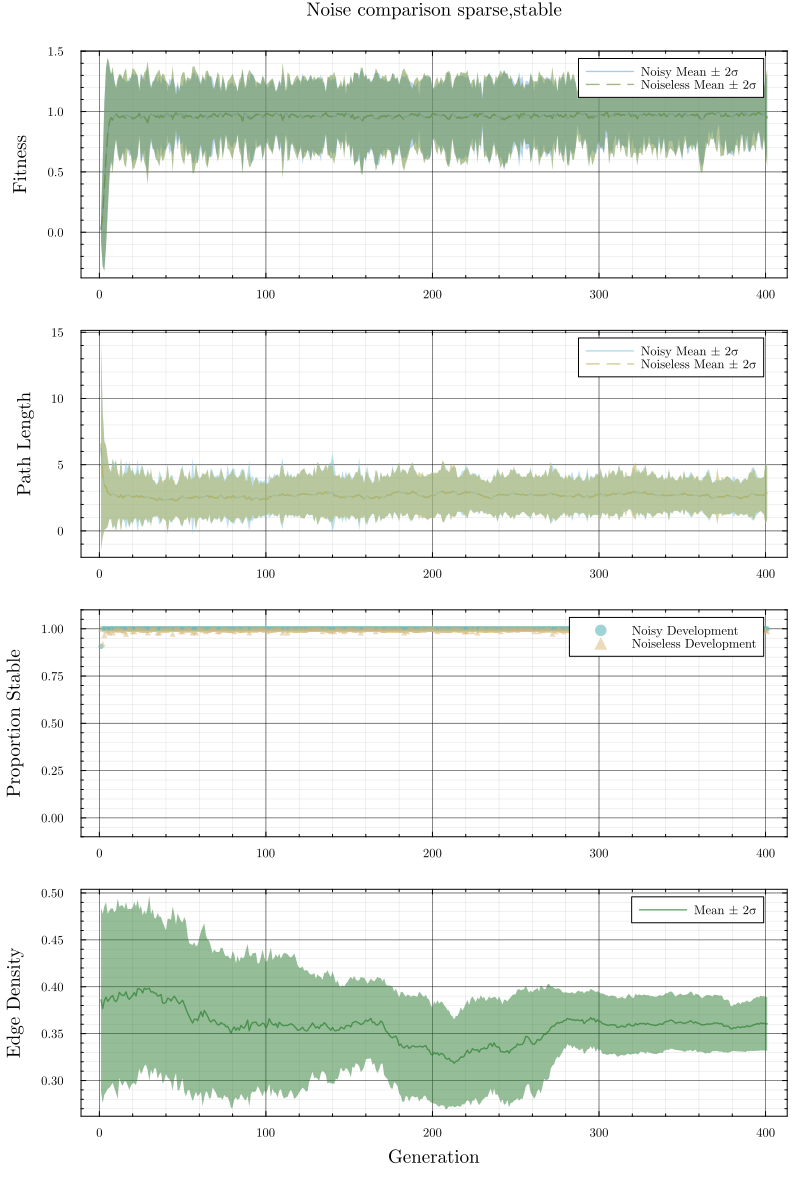 Noise comparison sparse,stable
1.5
1.0
0.5
0.0
Fitness
Noisy Mean ± 2σ
Noiseless Mean ± 2σ
0 100 200 300 400
15
10
5
0
Path Length
Noisy Mean ± 2σ
Noiseless Mean ± 2σ
0 100 200 300 400
1.00
0.75
0.50
0.25
0.00
Proportion Stable
Noisy Development
Noiseless Development
0 100 200 300 400
0.50
0.45
0.40
0.35
0.30
Edge Density
Mean ± 2σ
0 100 200 300 400
Generation